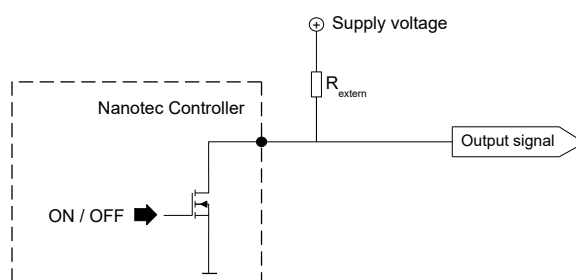 Supply voltage
R extern
Nanotec Controller
Output signal
ON / OFF